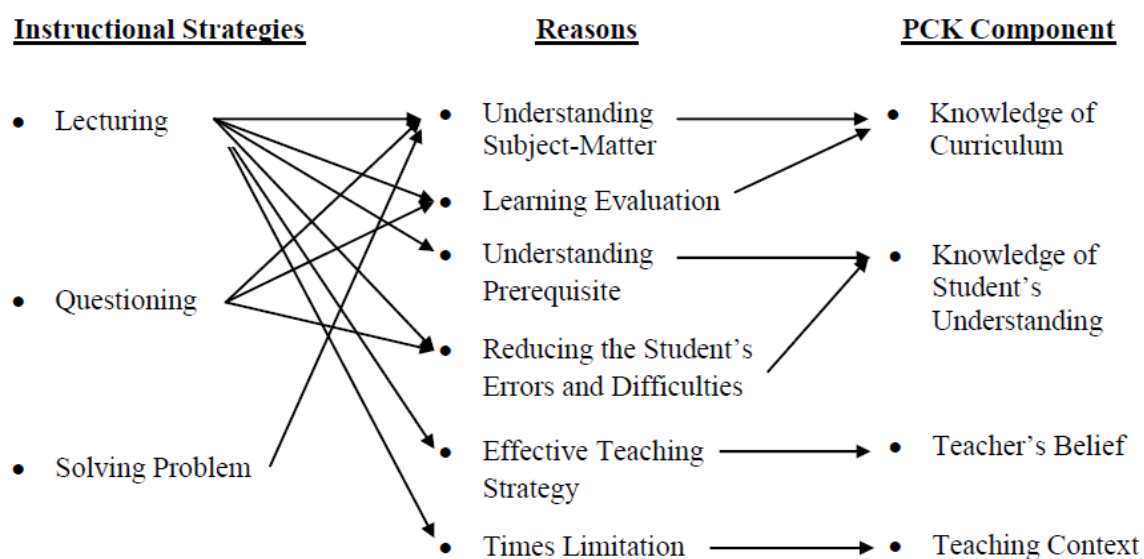 Instructional Strategies
Reasons
PCK Component
• Lecturing
• Questioning
• Solving Problem
• Understanding
Subject-Matter
• Learning Evaluation
• Understanding
Prerequisite
• Reducing the Student's
Errors and Difficulties
• Effective Teaching
Strategy
• Times Limitation
• Knowledge of
Curriculum
• Knowledge of
Student's
Understanding
• Teacher's Belief
• Teaching Context